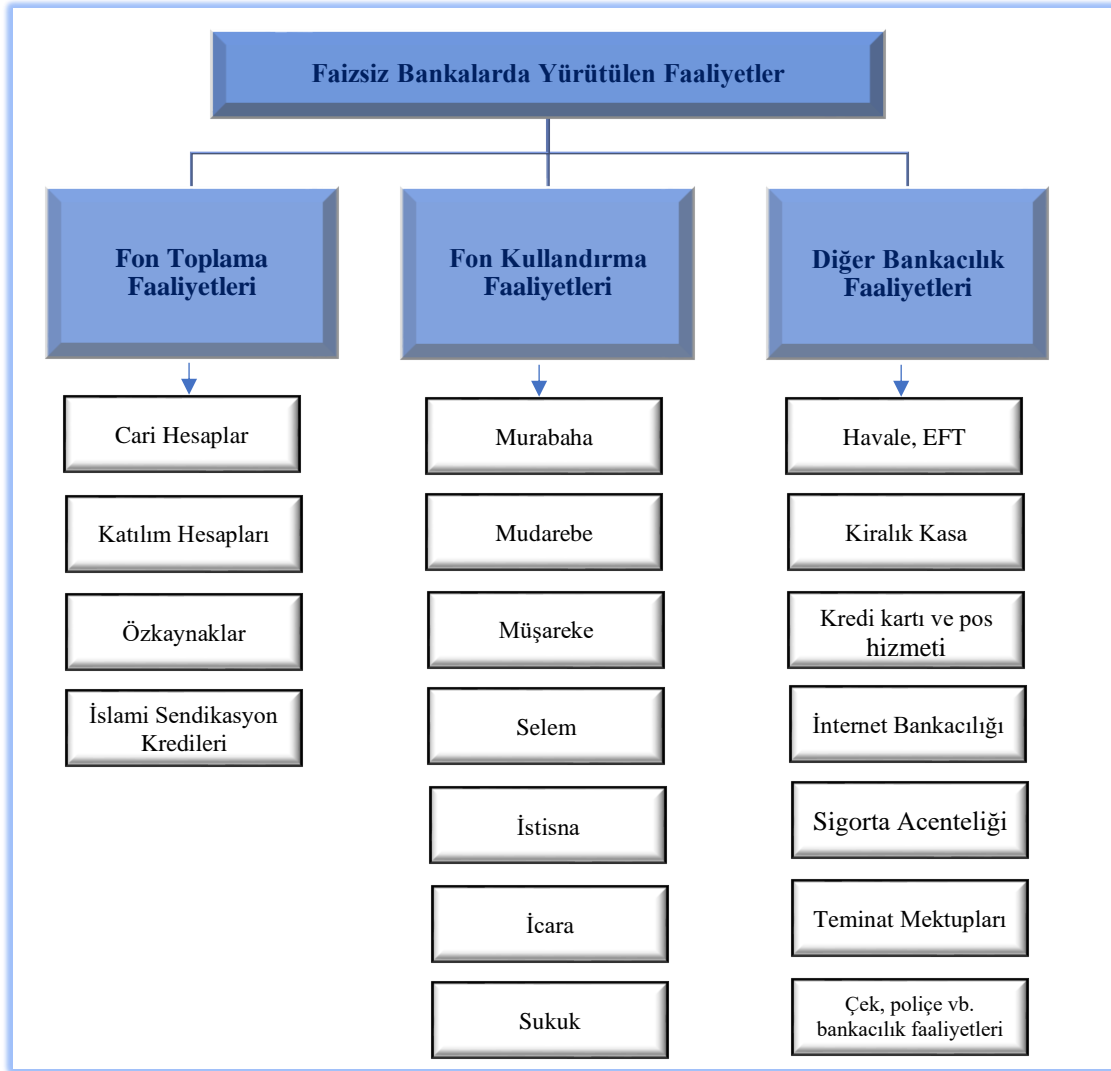 Faizsiz Bankalarda Yürütülen Faaliyetler
Fon Toplama
Faaliyetleri
Cari Hesaplar
Katılım Hesapları
Özkaynaklar
İslami Sendikasyon
Kredileri
Fon Kullandırma
Faaliyetleri
Murabaha
Mudarebe
Müşareke
Selem
İstisna
İcara
Sukuk
Diğer Bankacılık
Faaliyetleri
Havale, EFT
Kiralık Kasa
Kredi kartı ve pos
hizmeti
İnternet Bankacılığı
Sigorta Acenteliği
Teminat Mektupları
Çek, poliçe vb.
bankacılık faaliyetleri